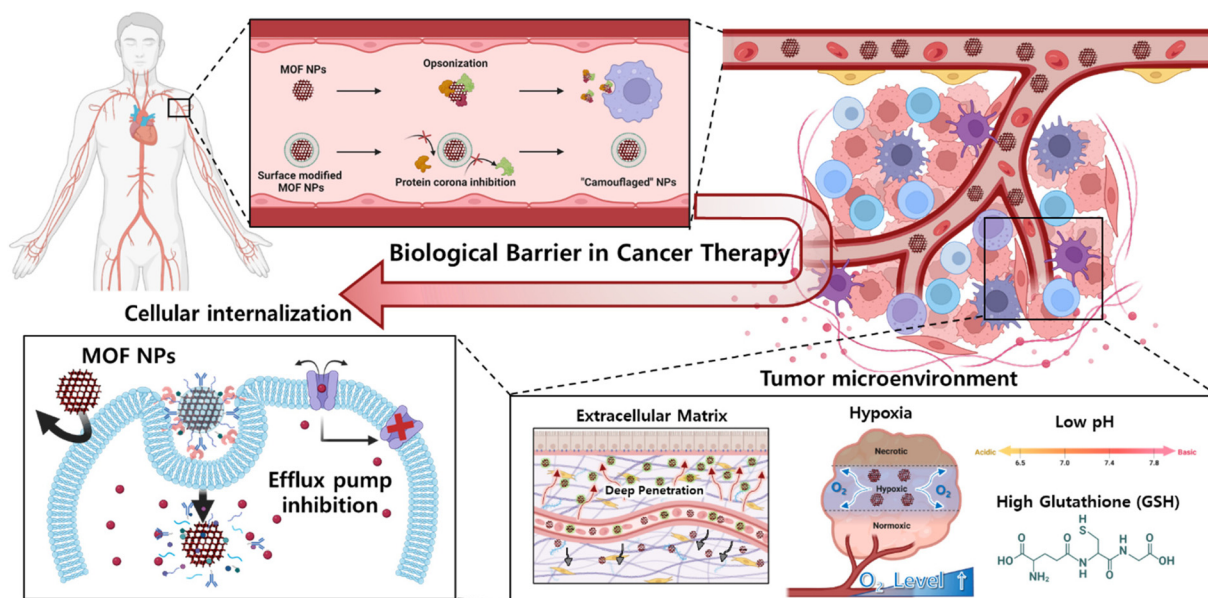 MOF NPs
Opsonization
Surface modified
MOF NPs
Protein corona inhibition
"Camouflaged" NPs
Biological Barrier in Cancer Therapy
Cellular internalization
MOF NPs
Efflux pump
inhibition
Tumor microenvironment
Extracellular Matrix
Deep Penetration
Hypoxia
Necrotic
O₂
Hypoxic
O₂
Normoxic
O₂ Level ↑
Low pH
Acidic
Basic
6.5 7.0 7.4 7.8
High Glutathione (GSH)
H
S
O O H O
HO N N OH
NH₂ H O